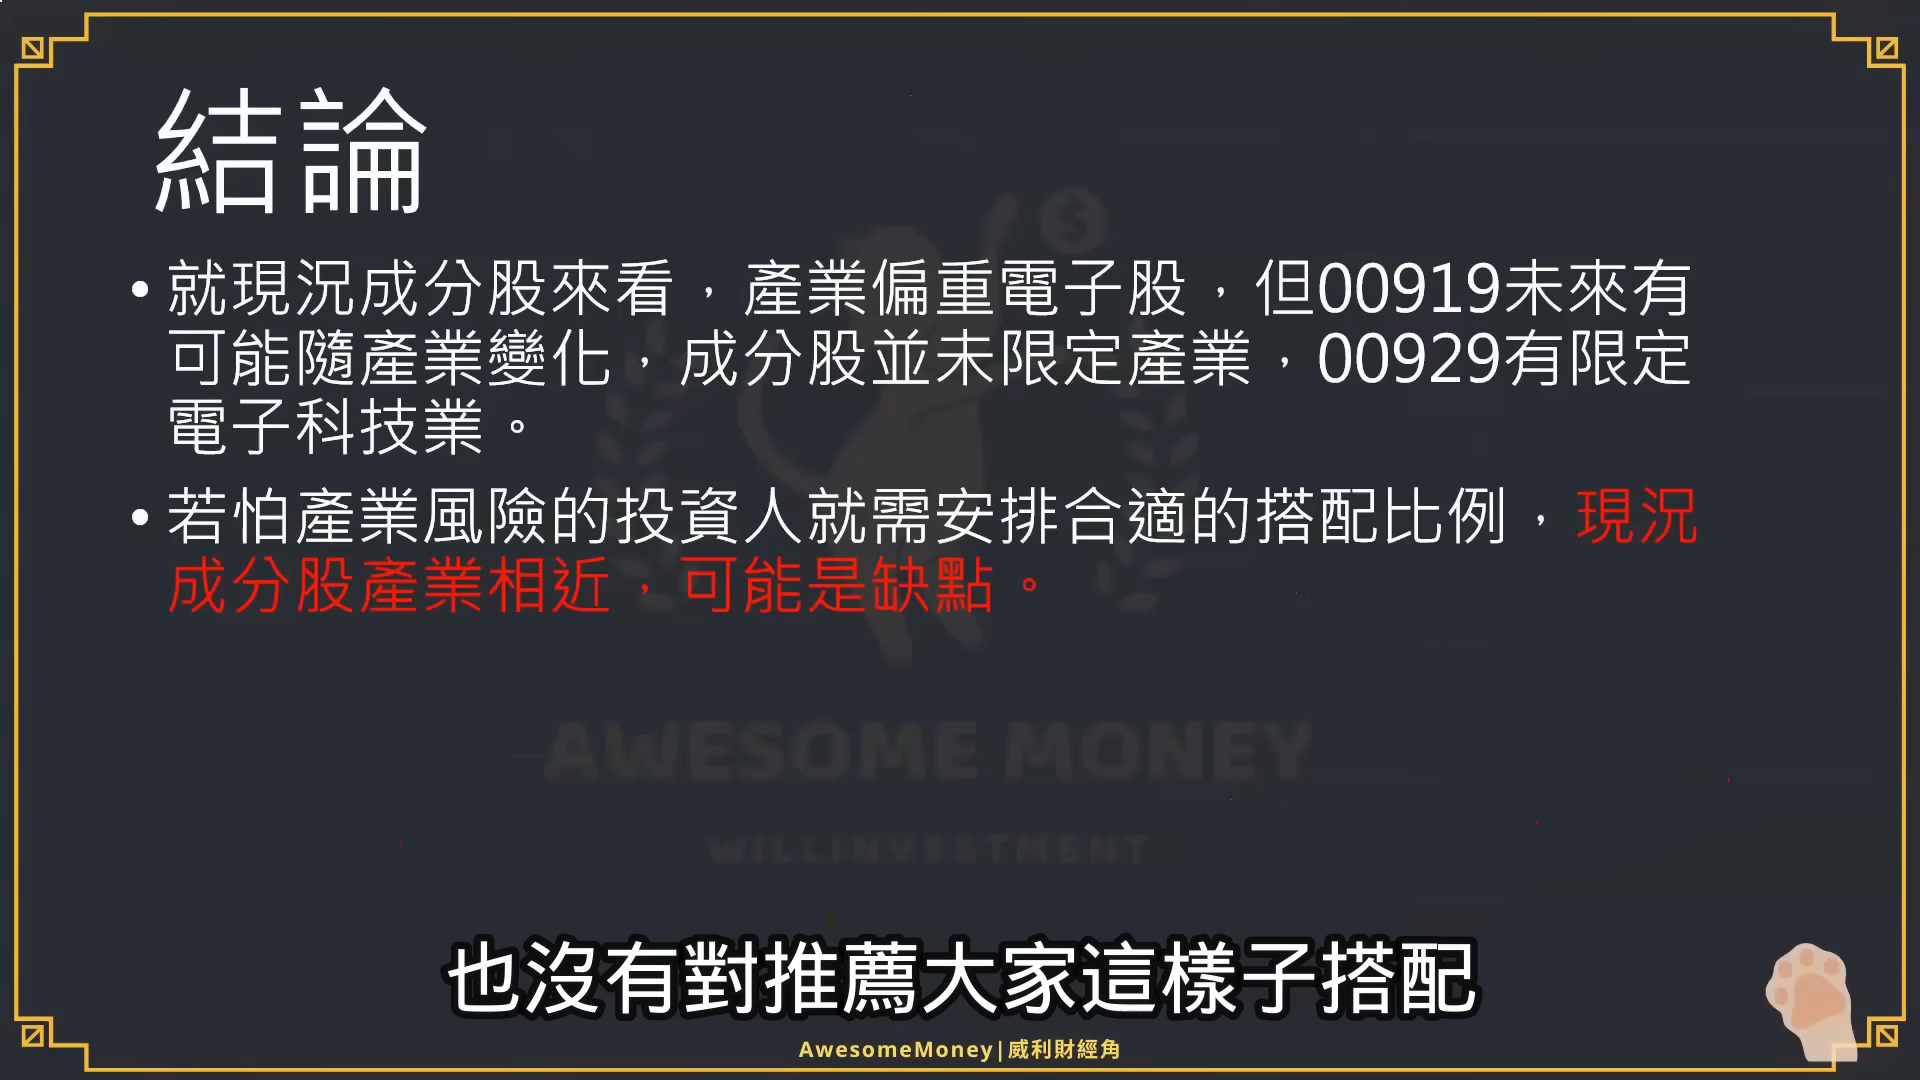 結論
• 就現況成分股來看，產業偏重電子股，但00919未來有
可能隨產業變化，成分股並未限定產業，00929有限定
電子科技業。
• 若怕產業風險的投資人就需安排合適的搭配比例，現況
成分股產業相近，可能是缺點。
AWESOME MONEY
WILLINVESTMENT
也沒有對推薦大家這樣子搭配
AwesomeMoney|威利財經角